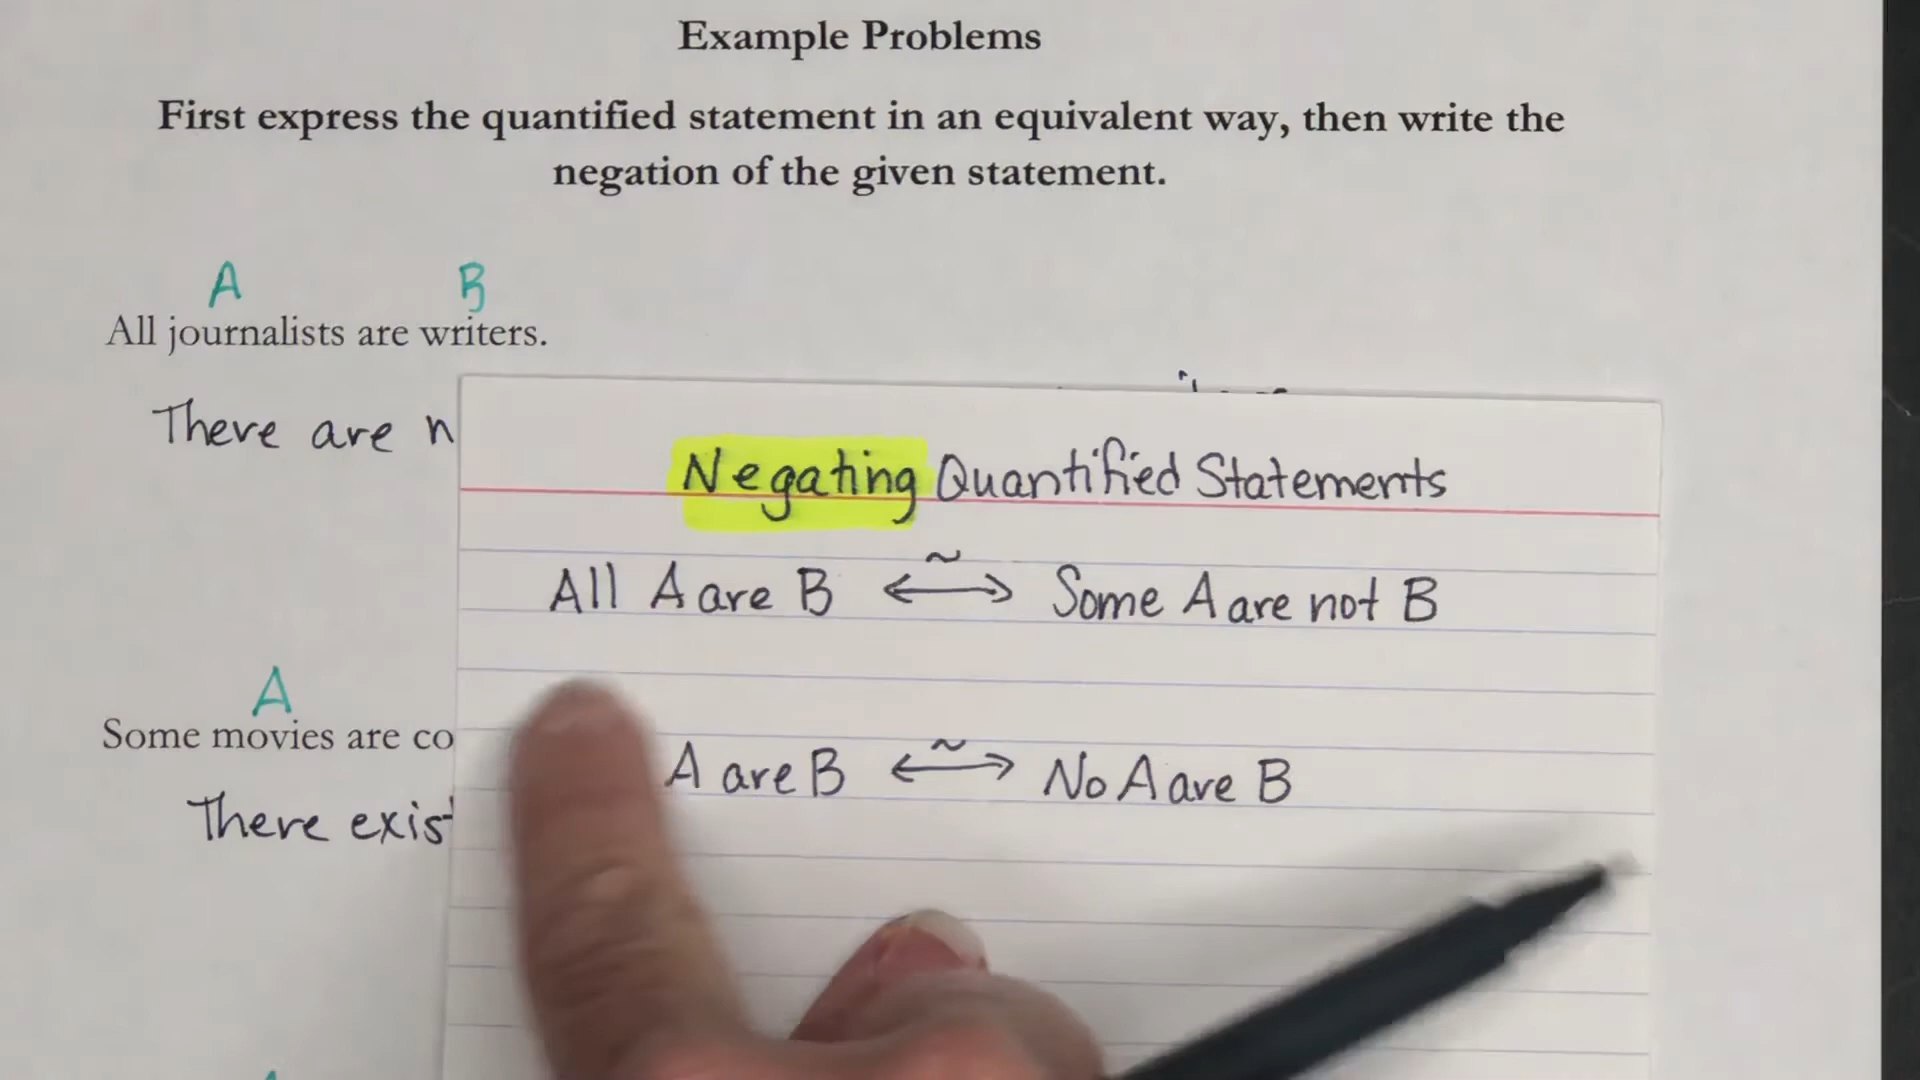 Example Problems
First express the quantified statement in an equivalent way, then write the
negation of the given statement.
A B
All journalists are writers.
There are n
Negating Quantified Statements
~
All A are B ⟷ Some A are not B
A
Some movies are co
~
A are B ⟷ No A are B
There exist